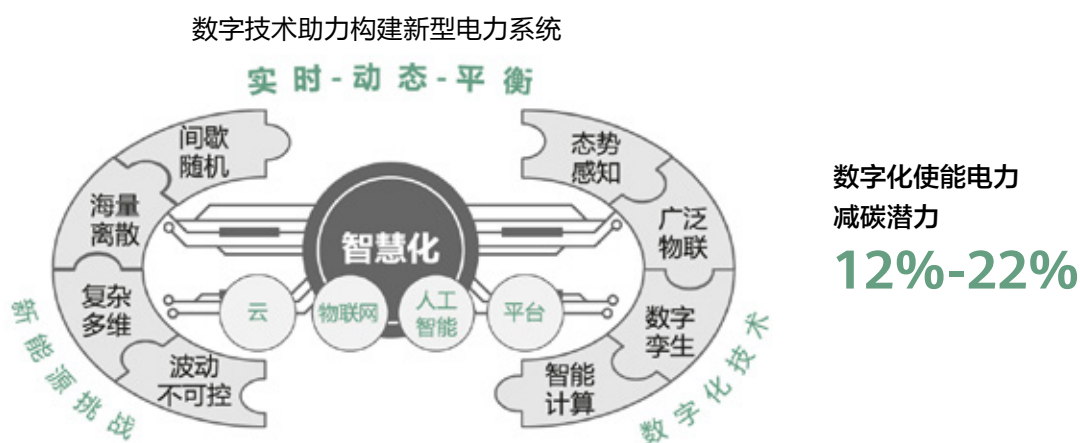 数字技术助力构建新型电力系统
实时-动态-平衡
间歇
随机
海量
离散
复杂
多维
波动
不可控
新能源挑战
智慧化
云
物联网
人工
智能
平台
态势
感知
广泛
物联
数字
孪生
智能
计算
数字化技术
数字化使能电力
减碳潜力
12%-22%